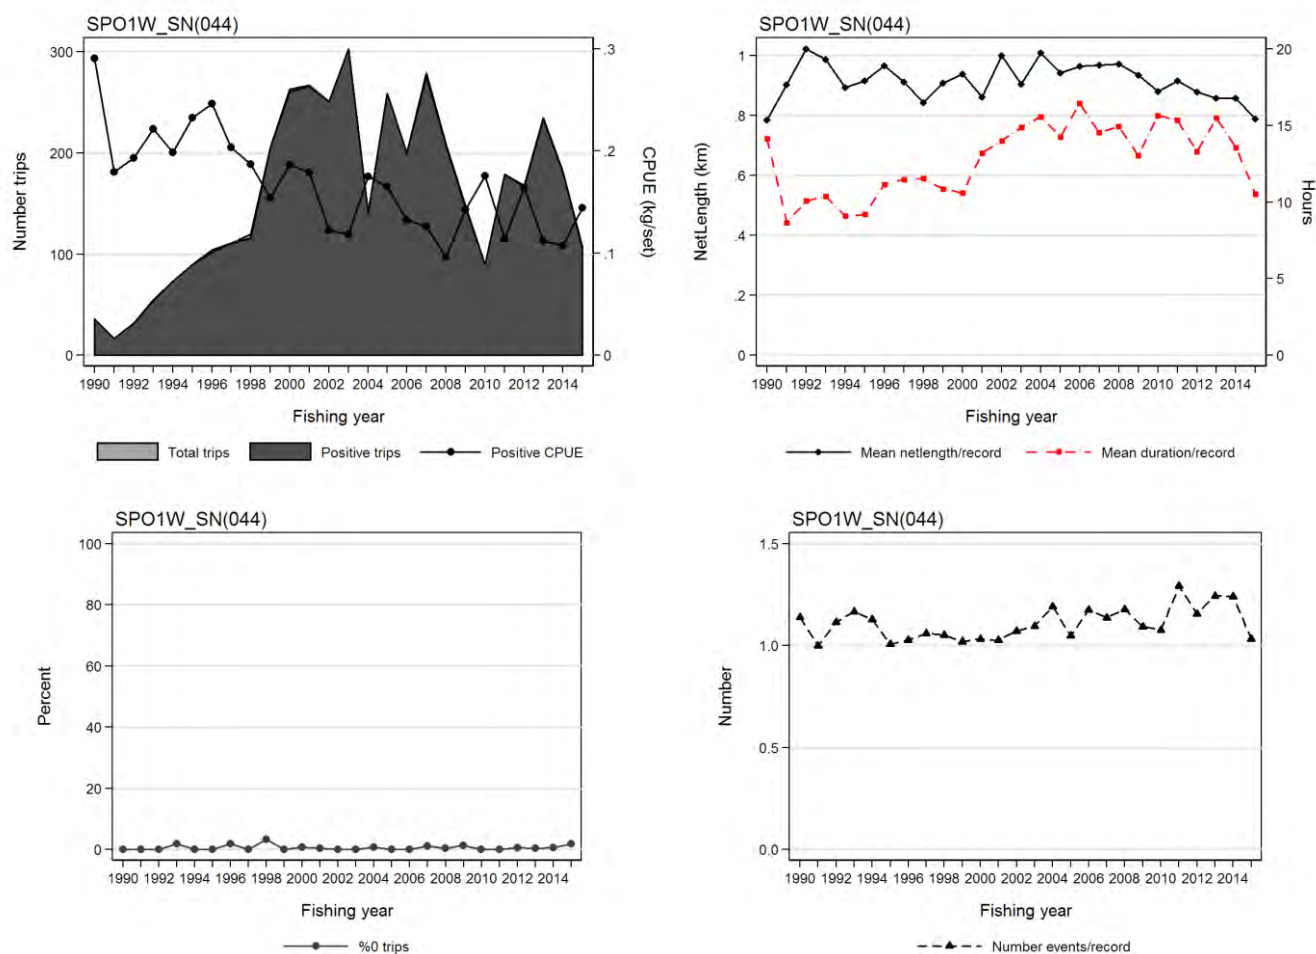 SPO1W_SN(044)
300
200
100
0
Number trips
.3
.2
.1
0
CPUE (kg/set)
1990 1992 1994 1996 1998 2000 2002 2004 2006 2008 2010 2012 2014
Fishing year
Total trips Positive trips Positive CPUE
SPO1W_SN(044)
1
.8
.6
.4
.2
0
NetLength (km)
20
15
10
5
0
Hours
1990 1992 1994 1996 1998 2000 2002 2004 2006 2008 2010 2012 2014
Fishing year
Mean netlength/record Mean duration/record
SPO1W_SN(044)
100
80
60
40
20
0
Percent
1990 1992 1994 1996 1998 2000 2002 2004 2006 2008 2010 2012 2014
Fishing year
%0 trips
SPO1W_SN(044)
1.5
1.0
0.5
0.0
Number
1990 1992 1994 1996 1998 2000 2002 2004 2006 2008 2010 2012 2014
Fishing year
Number events/record